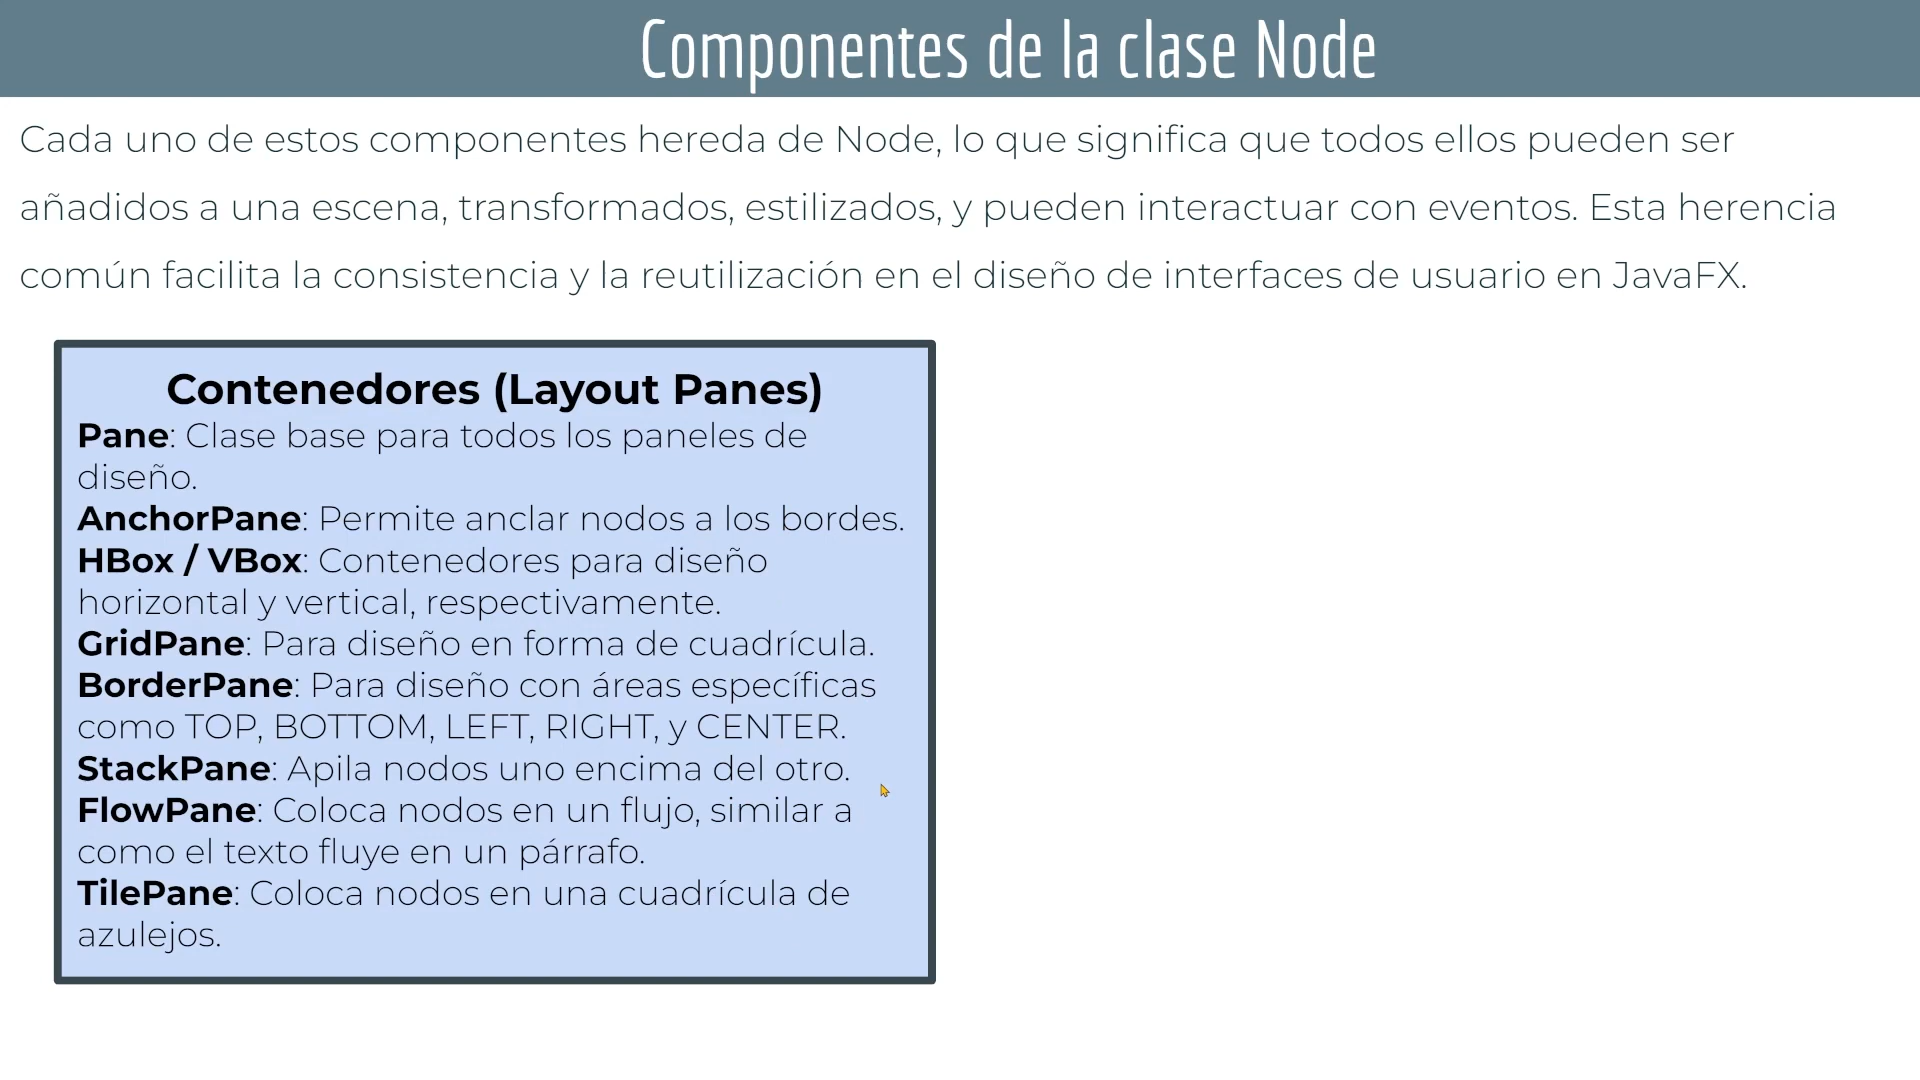 Componentes de la clase Node
Cada uno de estos componentes hereda de Node, lo que significa que todos ellos pueden ser
añadidos a una escena, transformados, estilizados, y pueden interactuar con eventos. Esta herencia
común facilita la consistencia y la reutilización en el diseño de interfaces de usuario en JavaFX.
Contenedores (Layout Panes)
Pane: Clase base para todos los paneles de
diseño.
AnchorPane: Permite anclar nodos a los bordes.
HBox / VBox: Contenedores para diseño
horizontal y vertical, respectivamente.
GridPane: Para diseño en forma de cuadrícula.
BorderPane: Para diseño con áreas específicas
como TOP, BOTTOM, LEFT, RIGHT, y CENTER.
StackPane: Apila nodos uno encima del otro.
FlowPane: Coloca nodos en un flujo, similar a
como el texto fluye en un párrafo.
TilePane: Coloca nodos en una cuadrícula de
azulejos.